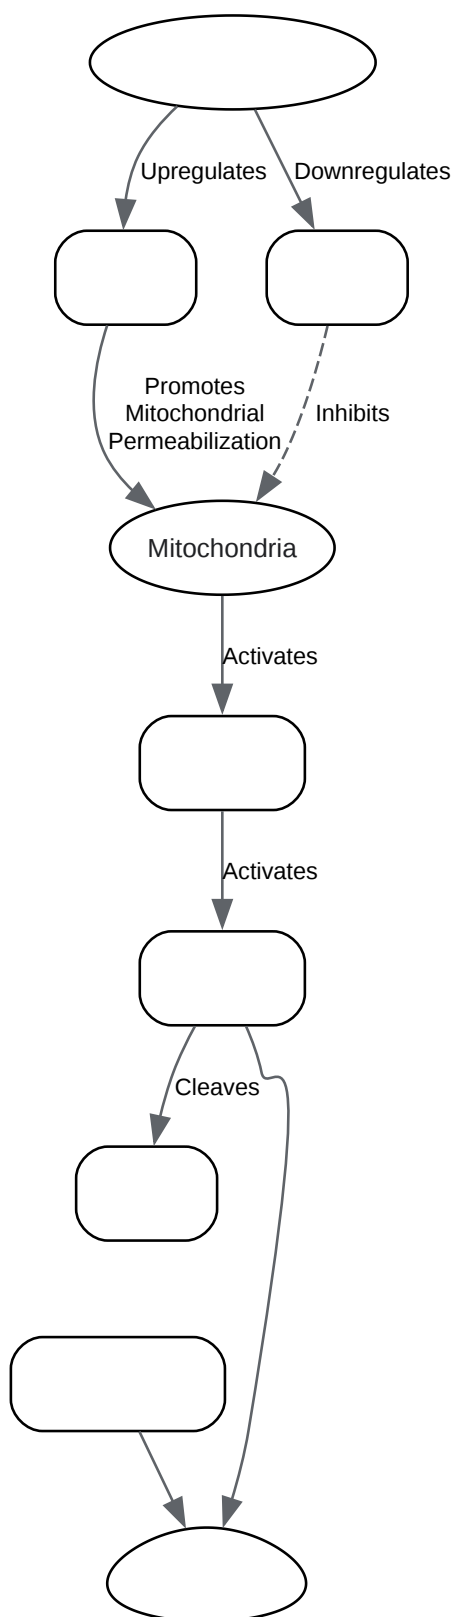 Upregulates
Downregulates
Promotes
Mitochondrial
Permeabilization
Inhibits
Mitochondria
Activates
Activates
Cleaves